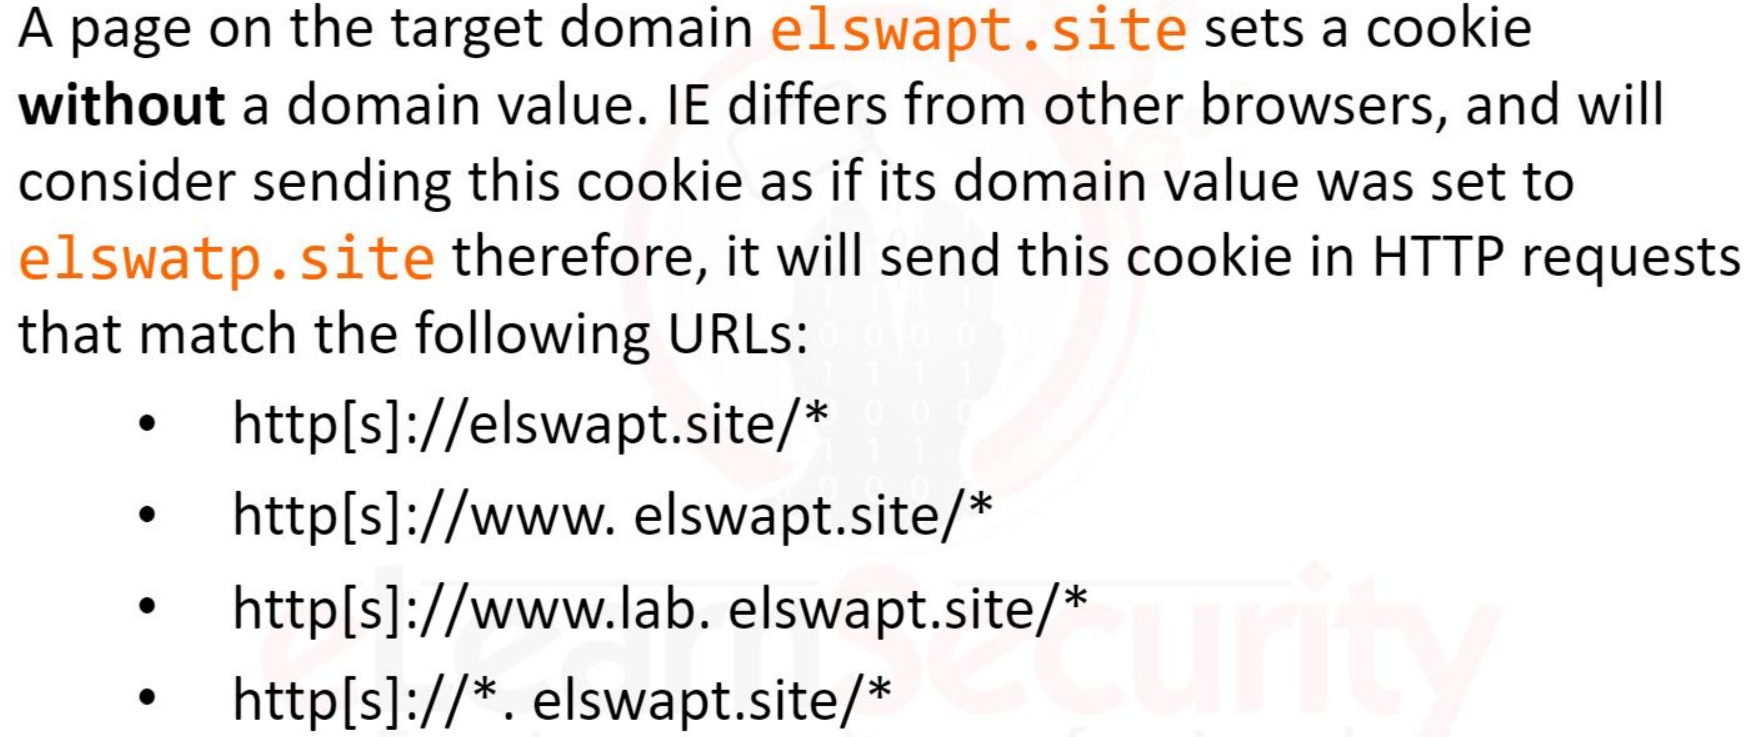 A page on the target domain elswapt.site sets a cookie
without a domain value. IE differs from other browsers, and will
consider sending this cookie as if its domain value was set to
elswatp.site therefore, it will send this cookie in HTTP requests
that match the following URLs:
• http[s]://elswapt.site/*
• http[s]://www. elswapt.site/*
• http[s]://www.lab. elswapt.site/*
• http[s]://*. elswapt.site/*
eLearnSecurity